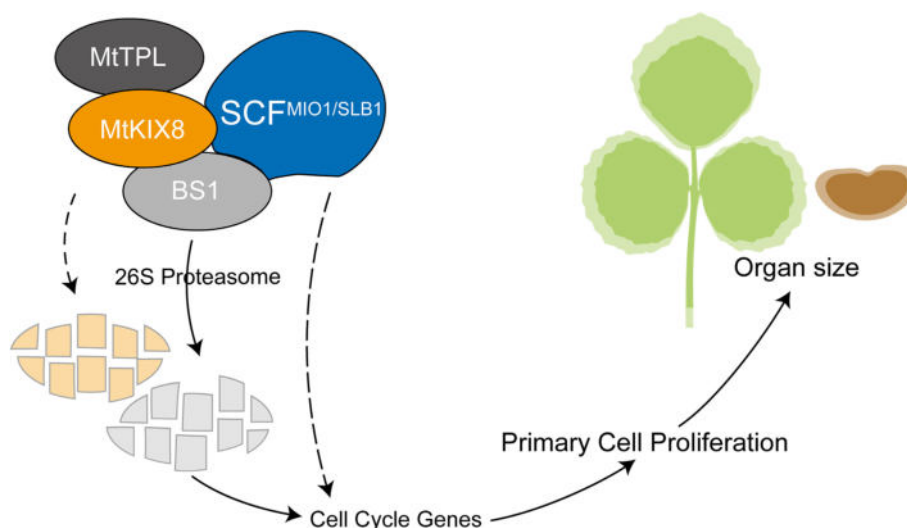 MtTPL
MtKIX8
SCFMIO1/SLB1
BS1
26S Proteasome
Organ size
Primary Cell Proliferation
Cell Cycle Genes